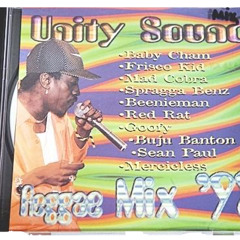 Unity Sound
•Baby Cham
•Frisco Kid
•Mad Cobra
•Spragga Benz
•Beenieman
•Red Rat
•Goofy
•Buju Banton
•Sean Paul
•Merciless
Reggae Mix '9